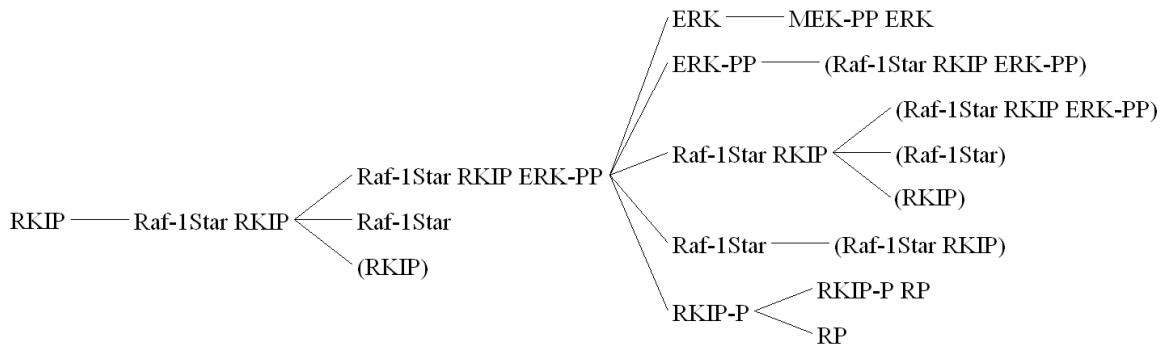 ERK
MEK-PP ERK
ERK-PP
(Raf-1Star RKIP ERK-PP)
(Raf-1Star RKIP ERK-PP)
Raf-1Star RKIP
(Raf-1Star)
Raf-1Star RKIP ERK-PP
(RKIP)
RKIP
Raf-1Star RKIP
Raf-1Star
Raf-1Star
(Raf-1Star RKIP)
(RKIP)
RKIP-P RP
RKIP-P
RP